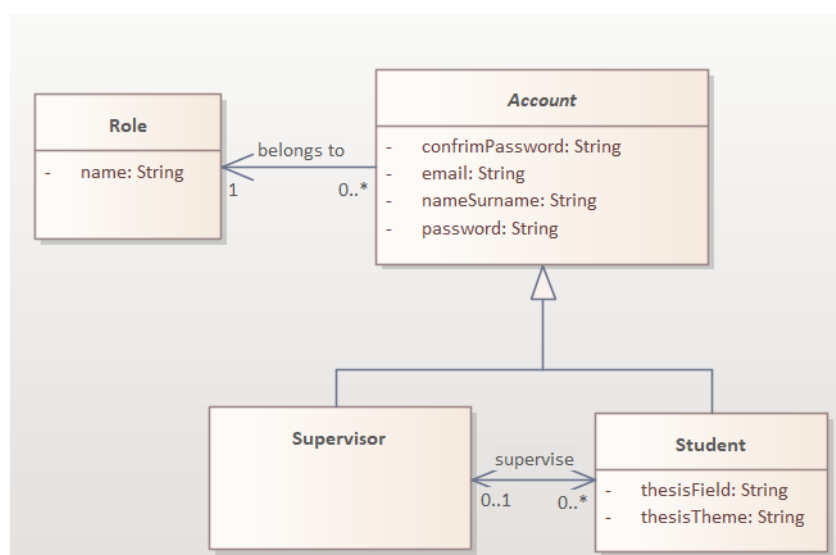 Account
Role
- confrimPassword: String
- email: String
- nameSurname: String
- password: String
- name: String
belongs to
1
0..*
Supervisor
Student
supervise
0..1
0..*
- thesisField: String
- thesisTheme: String